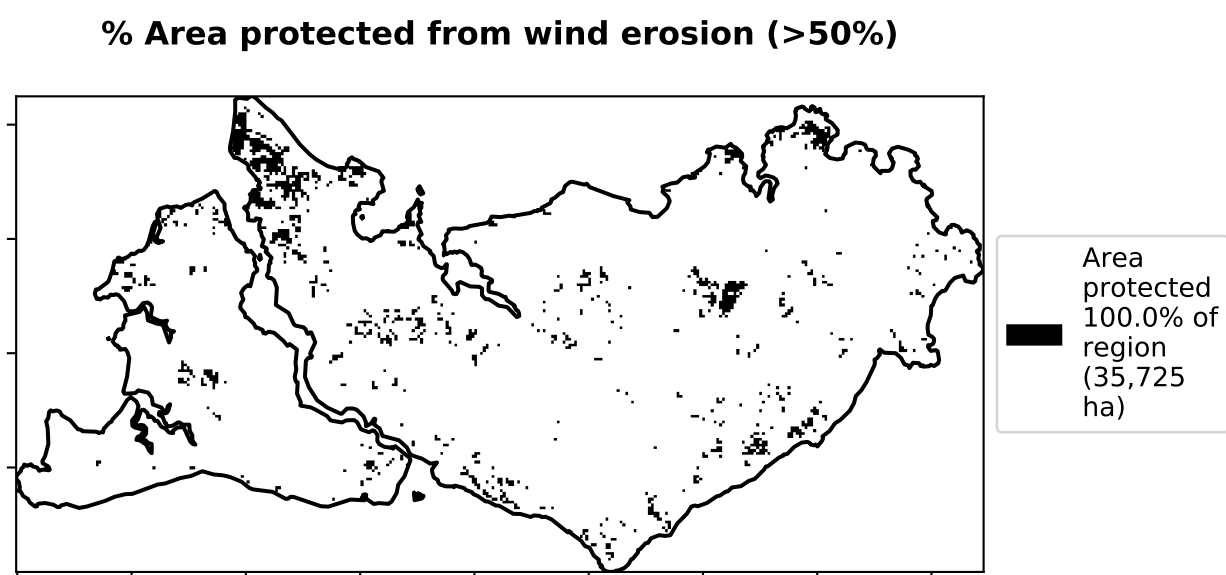 % Area protected from wind erosion (>50%)
Area
protected
100.0% of
region
(35,725
ha)